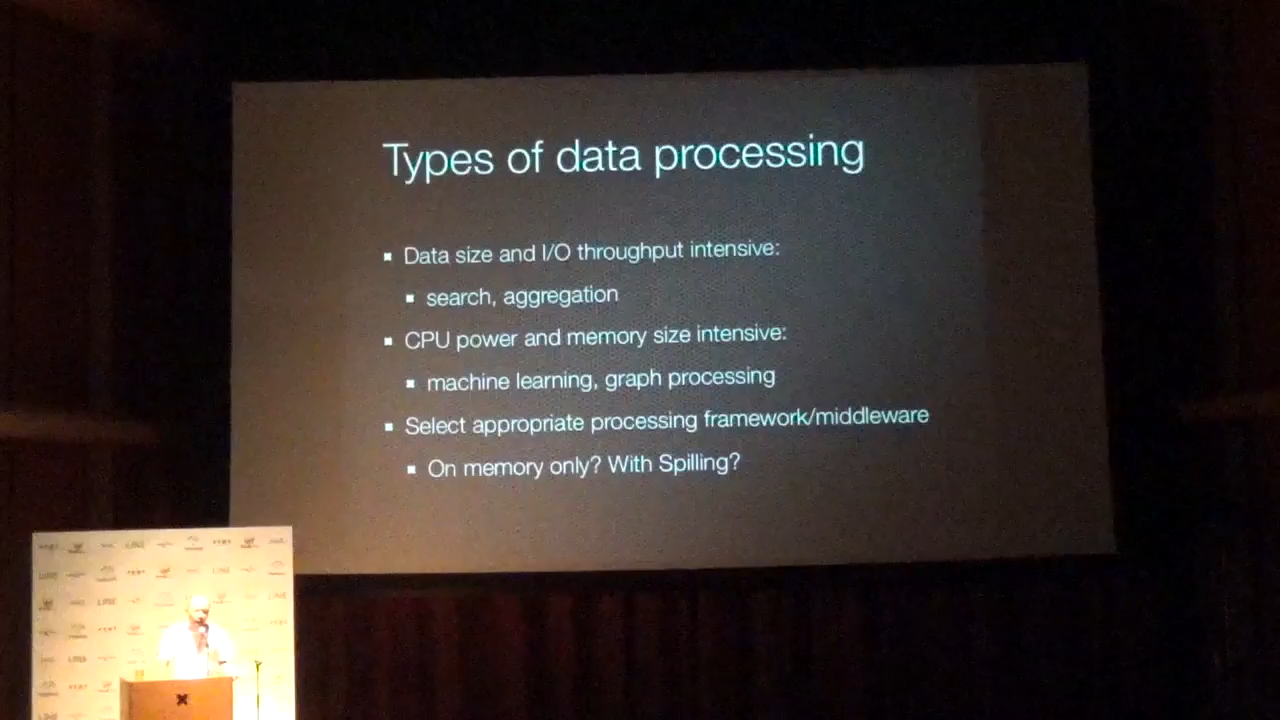 Types of data processing
Data size and I/O throughput intensive:
search, aggregation
CPU power and memory size intensive:
machine learning, graph processing
Select appropriate processing framework/middleware
On memory only? With Spilling?